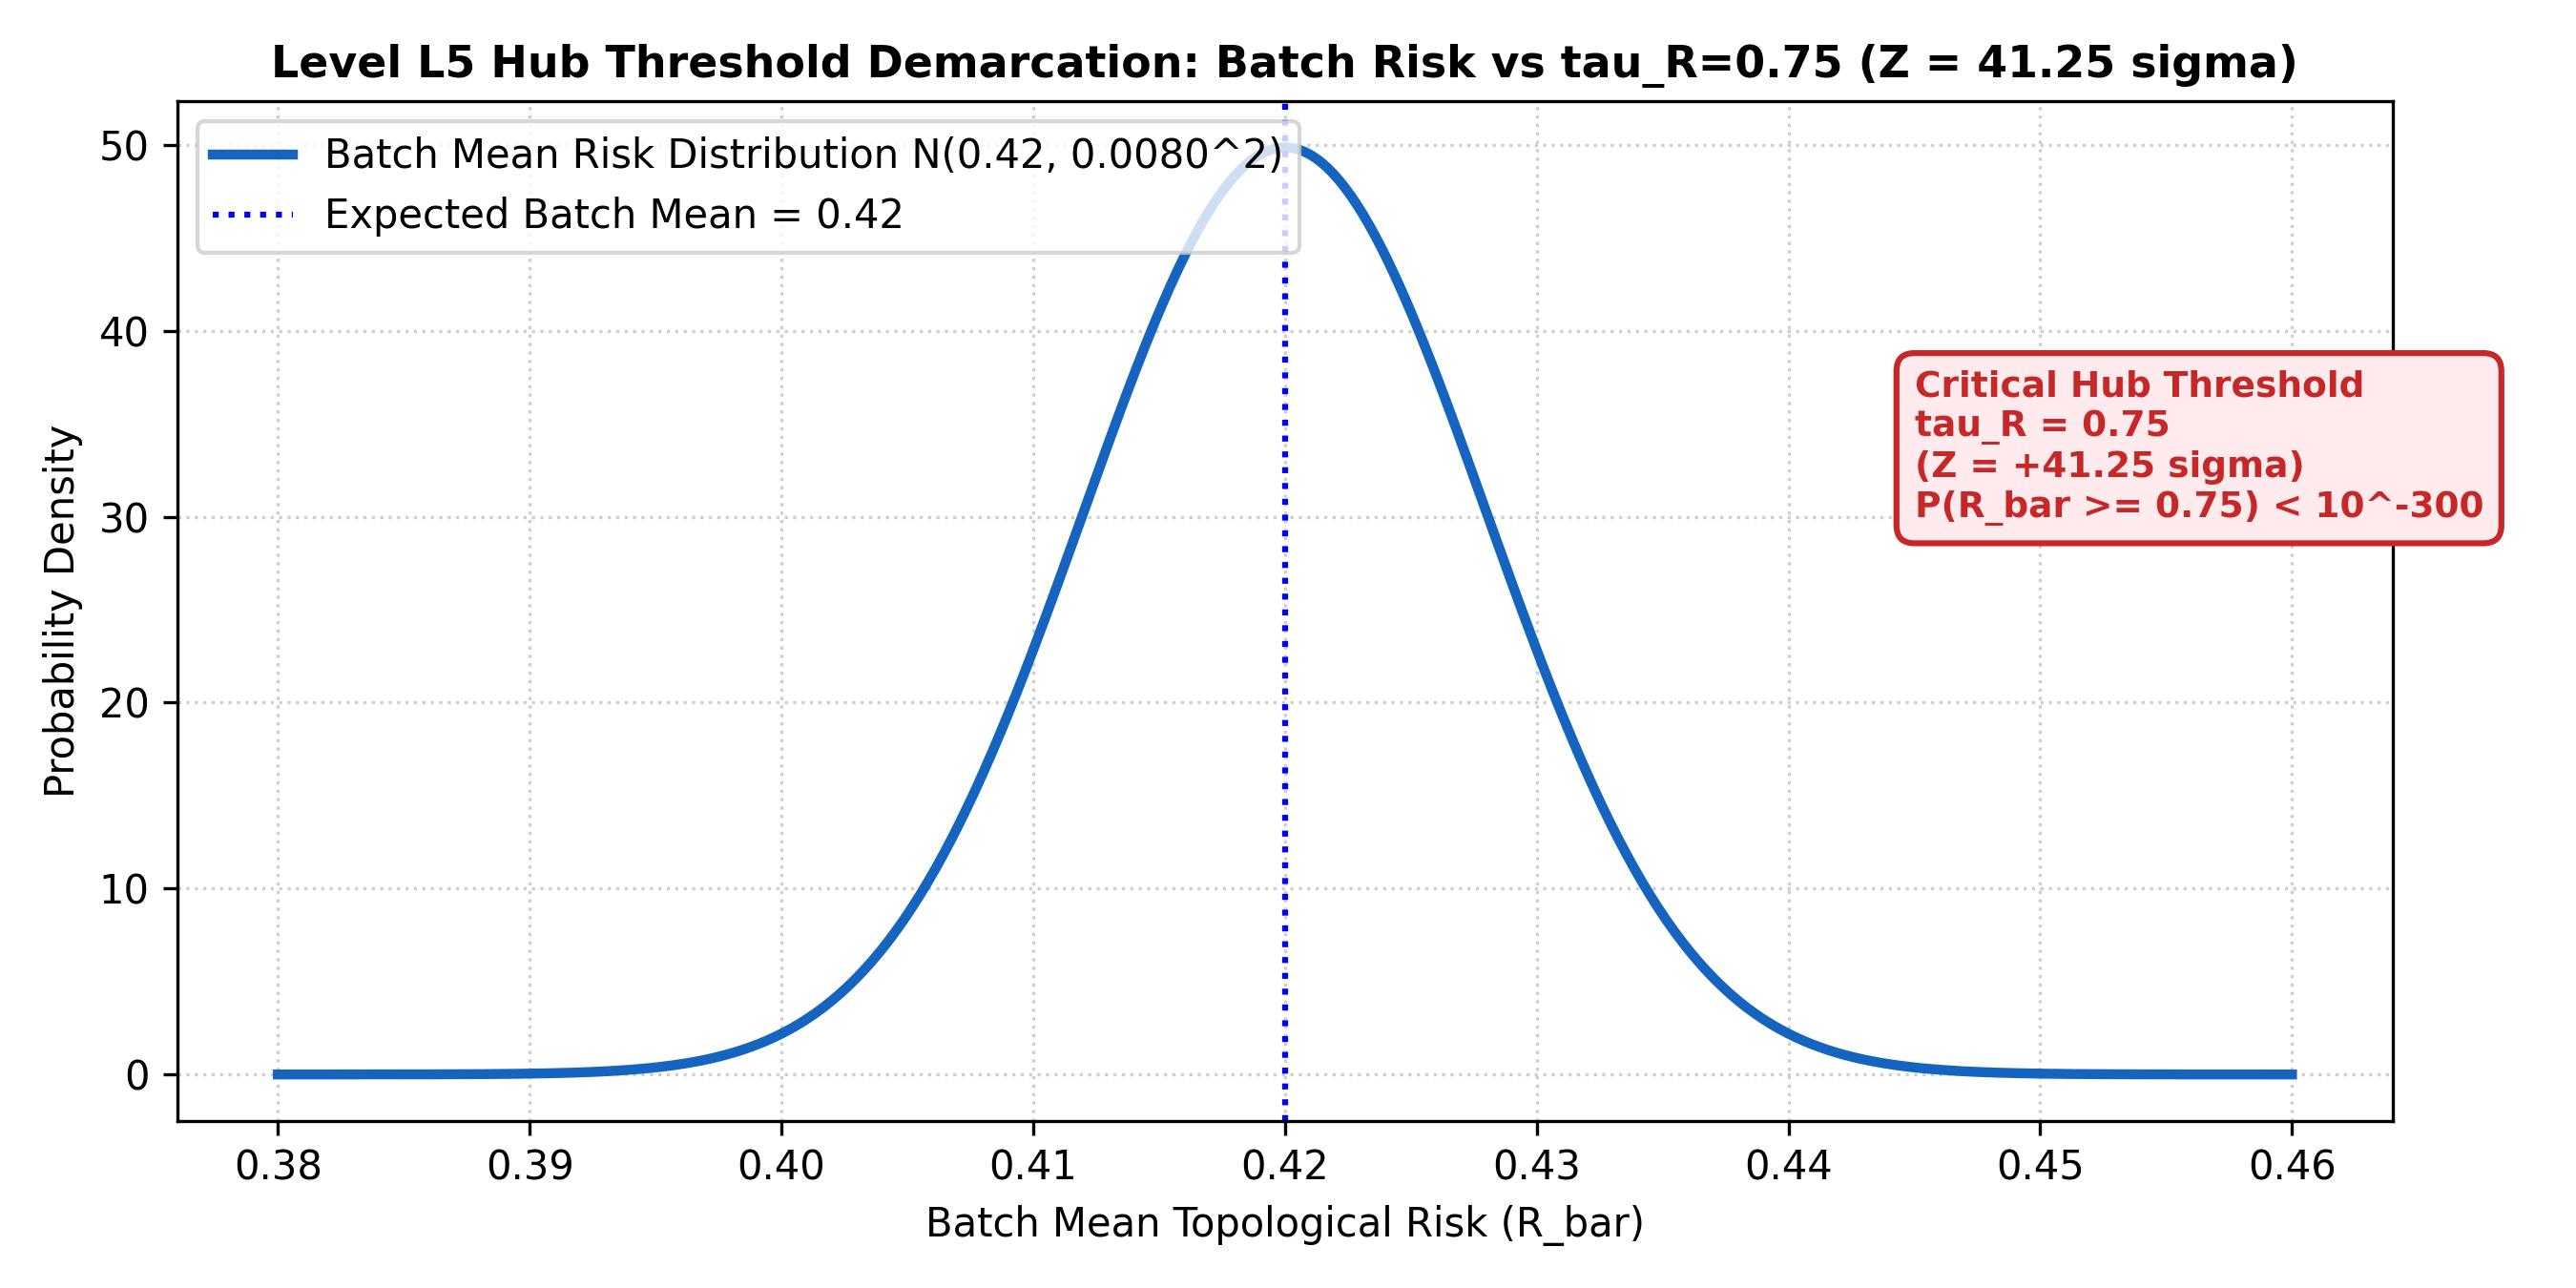 Level L5 Hub Threshold Demarcation: Batch Risk vs tau_R=0.75 (Z = 41.25 sigma)
Batch Mean Risk Distribution N(0.42, 0.0080^2)
Expected Batch Mean = 0.42
Critical Hub Threshold
tau_R = 0.75
(Z = +41.25 sigma)
P(R_bar >= 0.75) < 10^-300
Probability Density
50
40
30
20
10
0
0.38 0.39 0.40 0.41 0.42 0.43 0.44 0.45 0.46
Batch Mean Topological Risk (R_bar)